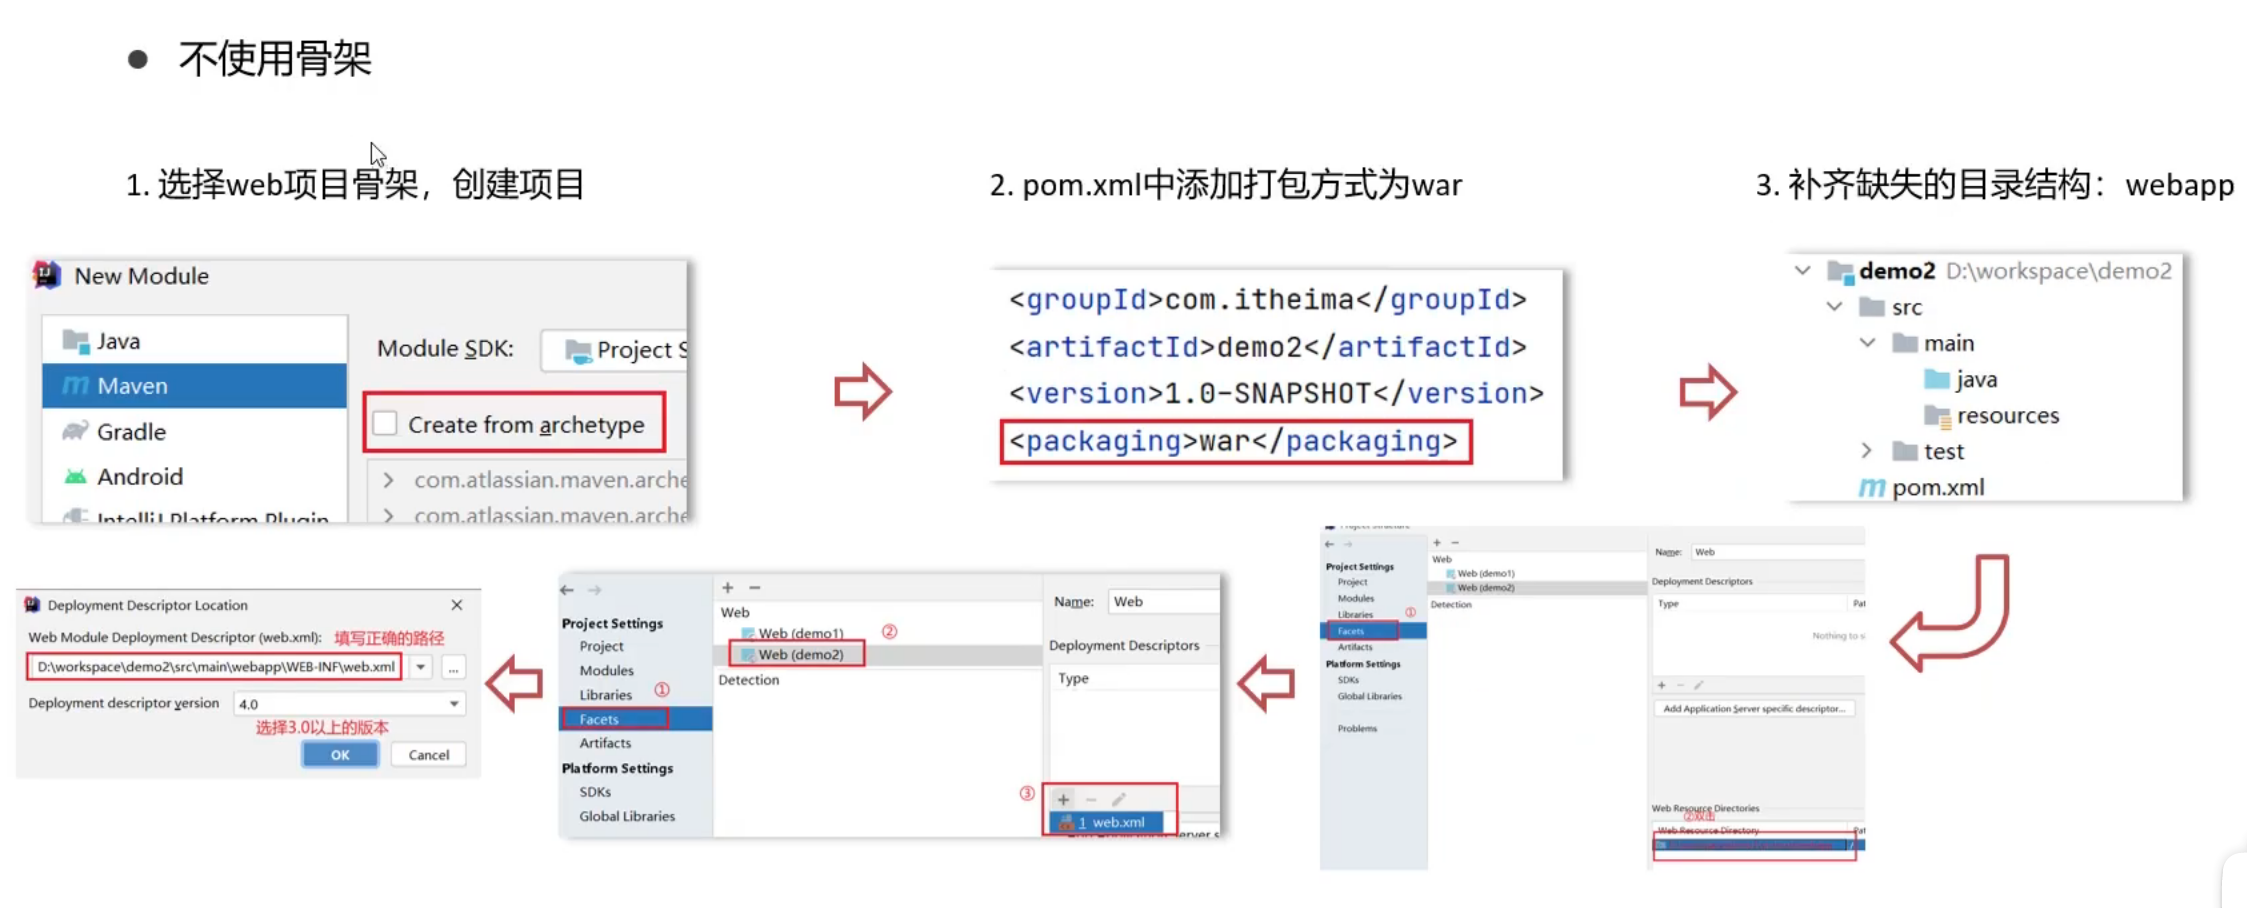 ● 不使用骨架
1. 选择web项目骨架，创建项目
2. pom.xml中添加打包方式为war
3. 补齐缺失的目录结构：webapp
New Module
Java
Maven
Gradle
Android
IntelliJ Platform Plugin
Module SDK:
Project S
Create from archetype
com.atlassian.maven.arche
com.atlassian.maven.arche
<groupId>com.itheima</groupId>
<artifactId>demo2</artifactId>
<version>1.0-SNAPSHOT</version>
<packaging>war</packaging>
demo2 D:\workspace\demo2
src
main
java
resources
test
pom.xml
Project Structure
Project Settings
Project
Modules
Libraries
①
Facets
Artifacts
Platform Settings
SDKs
Global Libraries
Problems
Web
Web (demo1)
Web (demo2)
Detection
Name: Web
Deployment Descriptors
Type Pat
Nothing to s
Add Application Server specific descriptor...
Web Resource Directories
②双击
Web Resource Directory Pat
Project Settings
Project
Modules
Libraries
①
Facets
Artifacts
Platform Settings
SDKs
Global Libraries
Web
Web (demo1)
②
Web (demo2)
Detection
Name: Web
Deployment Descriptors
Type
③
1 web.xml
erver s
Deployment Descriptor Location
Web Module Deployment Descriptor (web.xml): 填写正确的路径
D:\workspace\demo2\src\main\webapp\WEB-INF\web.xml
...
Deployment descriptor version 4.0
选择3.0以上的版本
OK Cancel